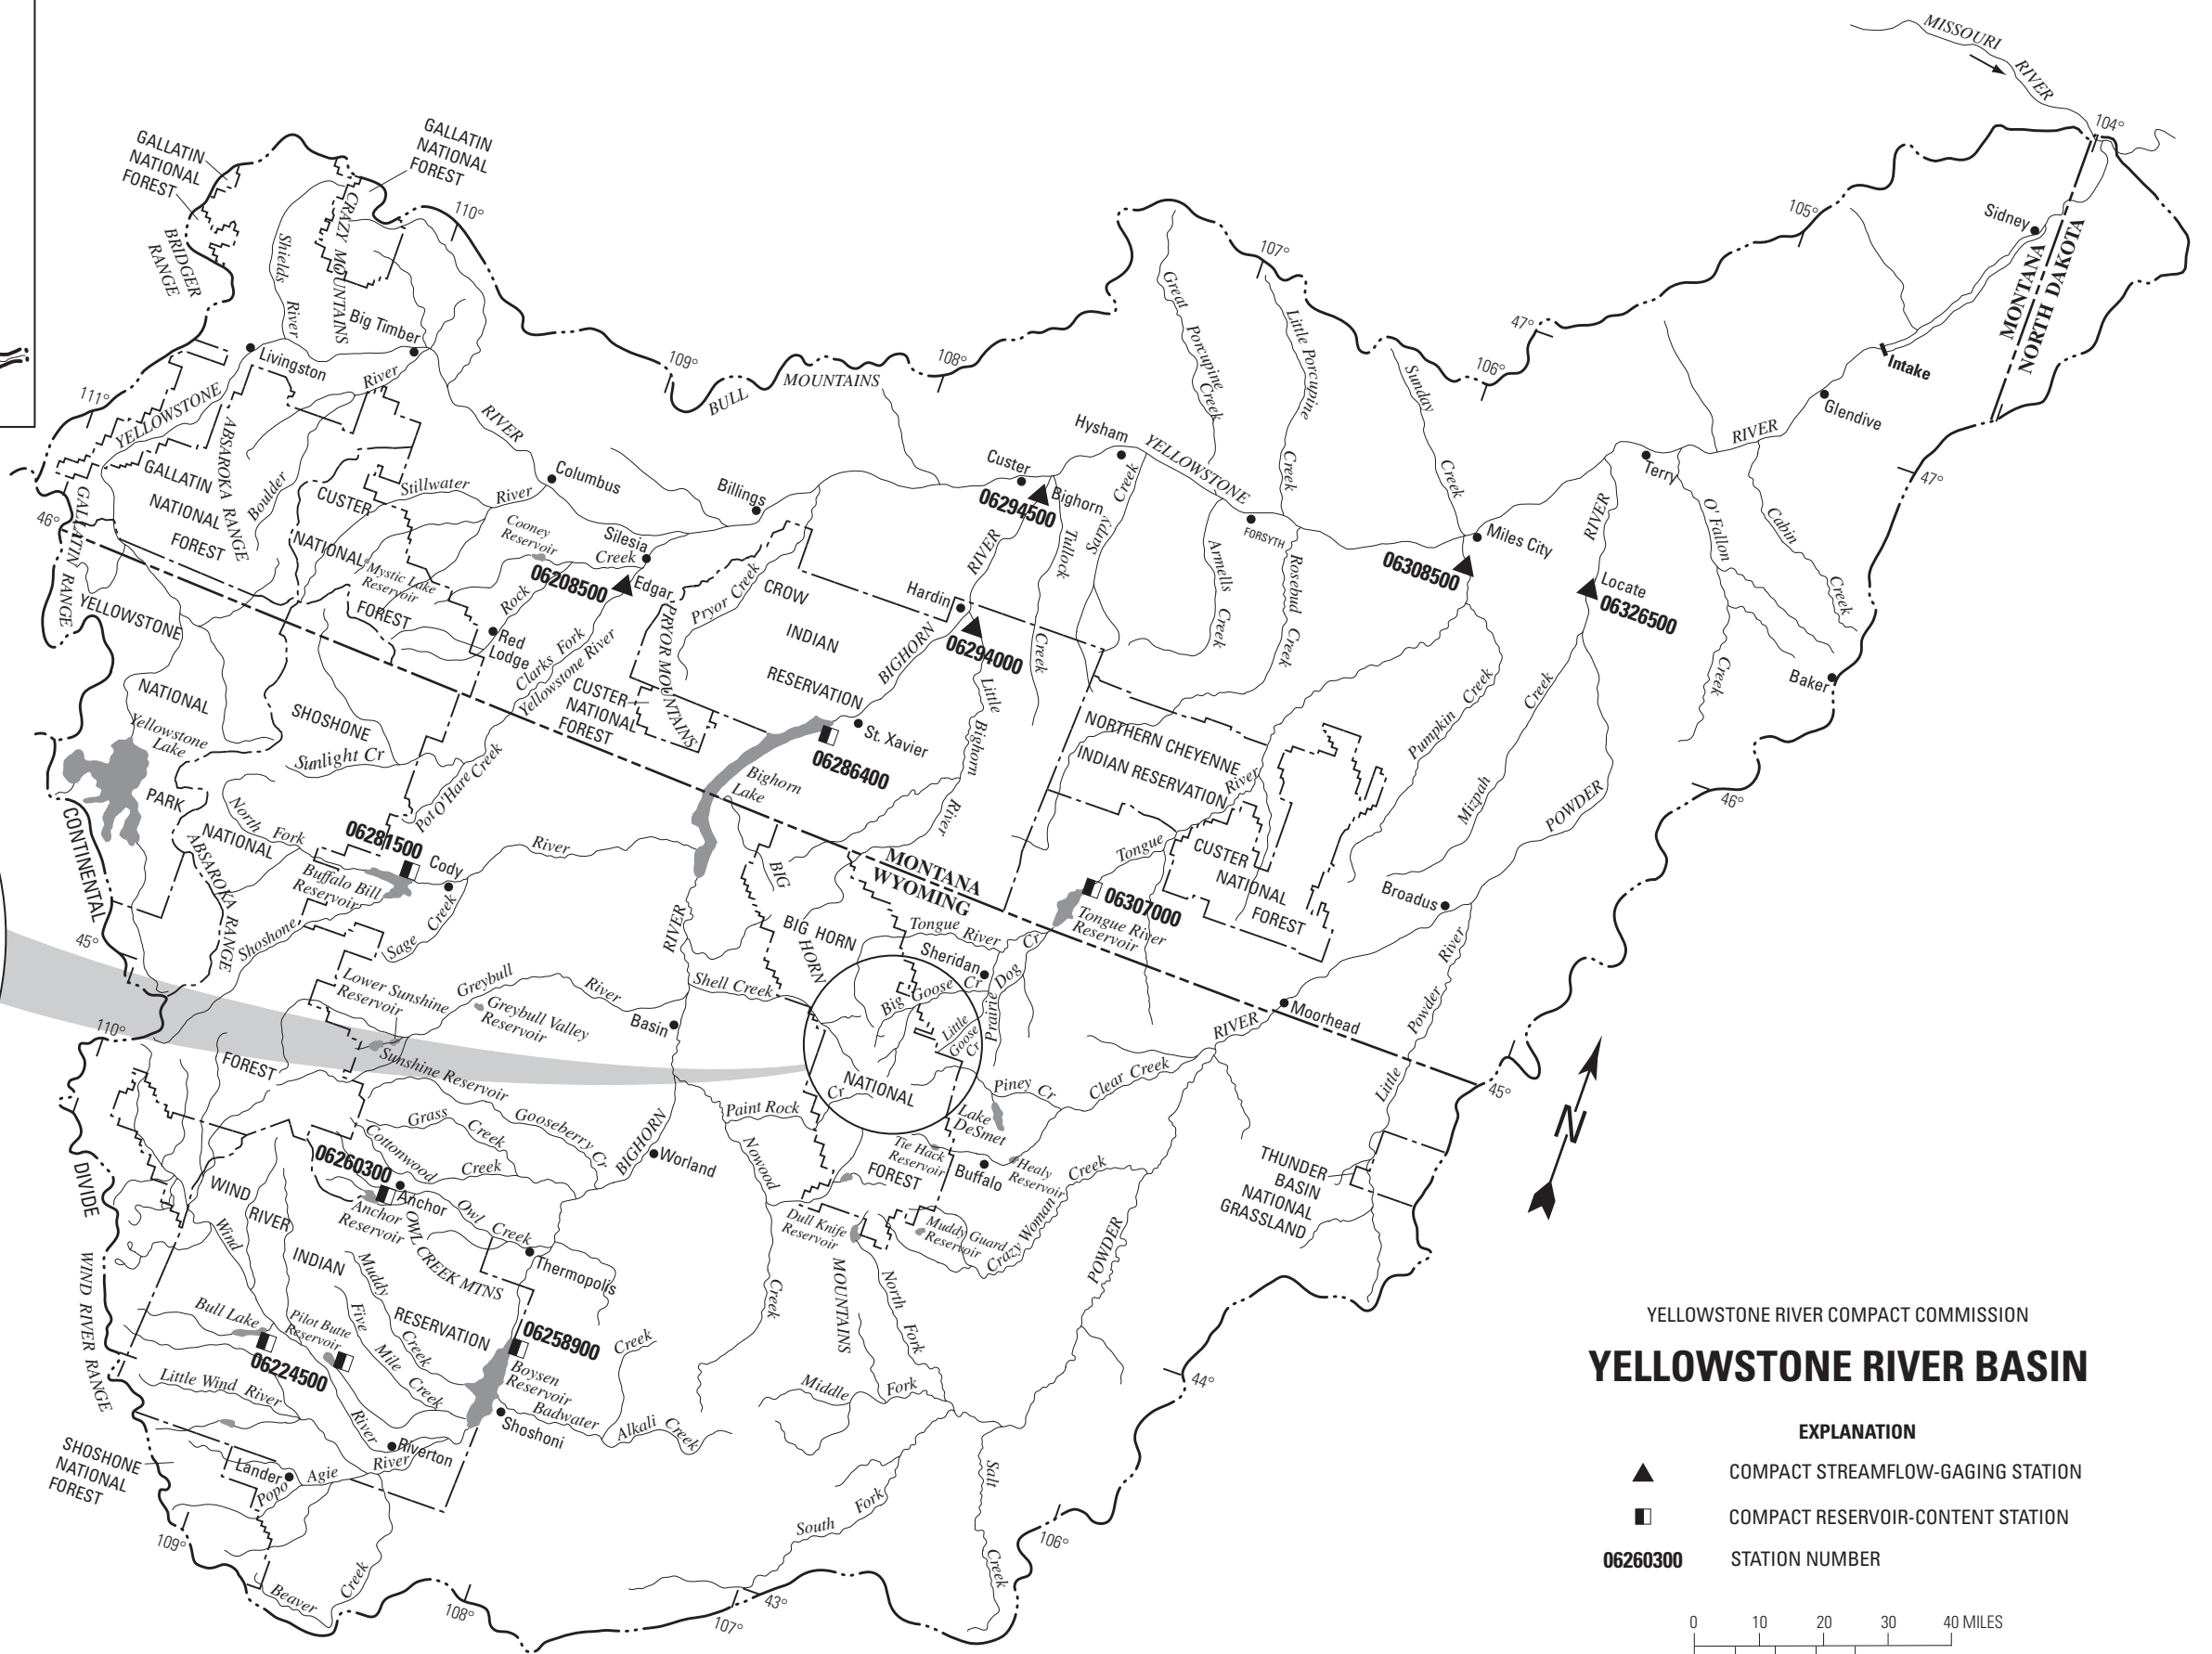 MISSOURI
RIVER
104°
GALLATIN
NATIONAL
FOREST
GALLATIN
NATIONAL
FOREST
BRIDGER
RANGE
Shields
River
CRAZY MOUNTAINS
110°
Big Timber
Livingston
River
109°
BULL
MOUNTAINS
108°
107°
Great
Porcupine
Creek
Little Porcupine
Creek
47°
106°
105°
Sidney
MONTANA
NORTH DAKOTA
Intake
Glendive
RIVER
Terry
47°
111°
YELLOWSTONE
ABSAROKA RANGE
GALLATIN
NATIONAL
FOREST
Boulder
CUSTER
NATIONAL
FOREST
Stillwater
River
RIVER
Columbus
Cooney
Reservoir
Mystic Lake
Reservoir
Silesia
Creek
Billings
06208500
Edgar
Rock
Red
Lodge
Clarks Fork
Yellowstone River
Pryor Creek
PRYOR MOUNTAINS
CUSTER
NATIONAL
FOREST
CROW
INDIAN
RESERVATION
Hysham
Custer
06294500
Bighorn
YELLOWSTONE
Creek
Sarpy
Tullock
Creek
RIVER
Hardin
BIGHORN
06294000
Little
Bighorn
River
FORSYTH
Armells
Creek
Rosebud
Creek
Sunday
Creek
Miles City
06308500
RIVER
Locate
06326500
O'Fallon
Creek
Cabin
Creek
Baker
46°
GALLATIN RANGE
YELLOWSTONE
NATIONAL
PARK
Yellowstone
Lake
SHOSHONE
NATIONAL
FOREST
Sunlight Cr
Pat O'Hare Creek
North
Fork
06281500
Cody
Buffalo Bill
Reservoir
Shoshone
River
Sage Creek
ABSAROKA RANGE
CONTINENTAL
DIVIDE
45°
110°
St. Xavier
06286400
Bighorn
Lake
MONTANA
WYOMING
NORTHERN CHEYENNE
INDIAN RESERVATION
River
Tongue
CUSTER
NATIONAL
FOREST
Pumpkin Creek
Mizpah
Creek
POWDER
46°
Broadus
06307000
Tongue River
Reservoir
BIG
HORN
BIG HORN
Tongue River
Sheridan
Cr
Dog
Prairie
Big Goose Cr
Little
Goose
Cr
NATIONAL
FOREST
RIVER
Shell Creek
Greybull
River
Lower Sunshine
Reservoir
Greybull Valley
Reservoir
Basin
Sunshine Reservoir
Gooseberry
Cr
Grass
Creek
Cottonwood
Creek
06260300
Anchor
Anchor
Reservoir
Owl
Creek
OWL CREEK MTNS
BIGHORN
Worland
Paint Rock
Cr
Nowood
Creek
Piney Cr
Clear Creek
Lake
DeSmet
Tie Hack
Reservoir
Buffalo
Healy
Reservoir
Crazy Woman
Creek
Dull Knife
Reservoir
Muddy Guard
Reservoir
MOUNTAINS
North
Fork
POWDER
RIVER
Moorhead
Little
Powder
River
45°
N
THUNDER
BASIN
NATIONAL
GRASSLAND
WIND
RIVER
INDIAN
RESERVATION
Wind
River
WIND RIVER RANGE
Muddy
Creek
Five
Mile
Creek
Thermopolis
Bull Lake
Pilot Butte
Reservoir
06224500
06258900
Boysen
Reservoir
Creek
Badwater
Alkali
Creek
Shoshoni
Little Wind River
Riverton
SHOSHONE
NATIONAL
FOREST
Lander
Popo
Agie
River
Beaver
Creek
109°
108°
107°
43°
106°
44°
Middle
Fork
South
Fork
Salt
Creek
YELLOWSTONE RIVER COMPACT COMMISSION
YELLOWSTONE RIVER BASIN
EXPLANATION
COMPACT STREAMFLOW-GAGING STATION
COMPACT RESERVOIR-CONTENT STATION
06260300 STATION NUMBER
0 10 20 30 40 MILES